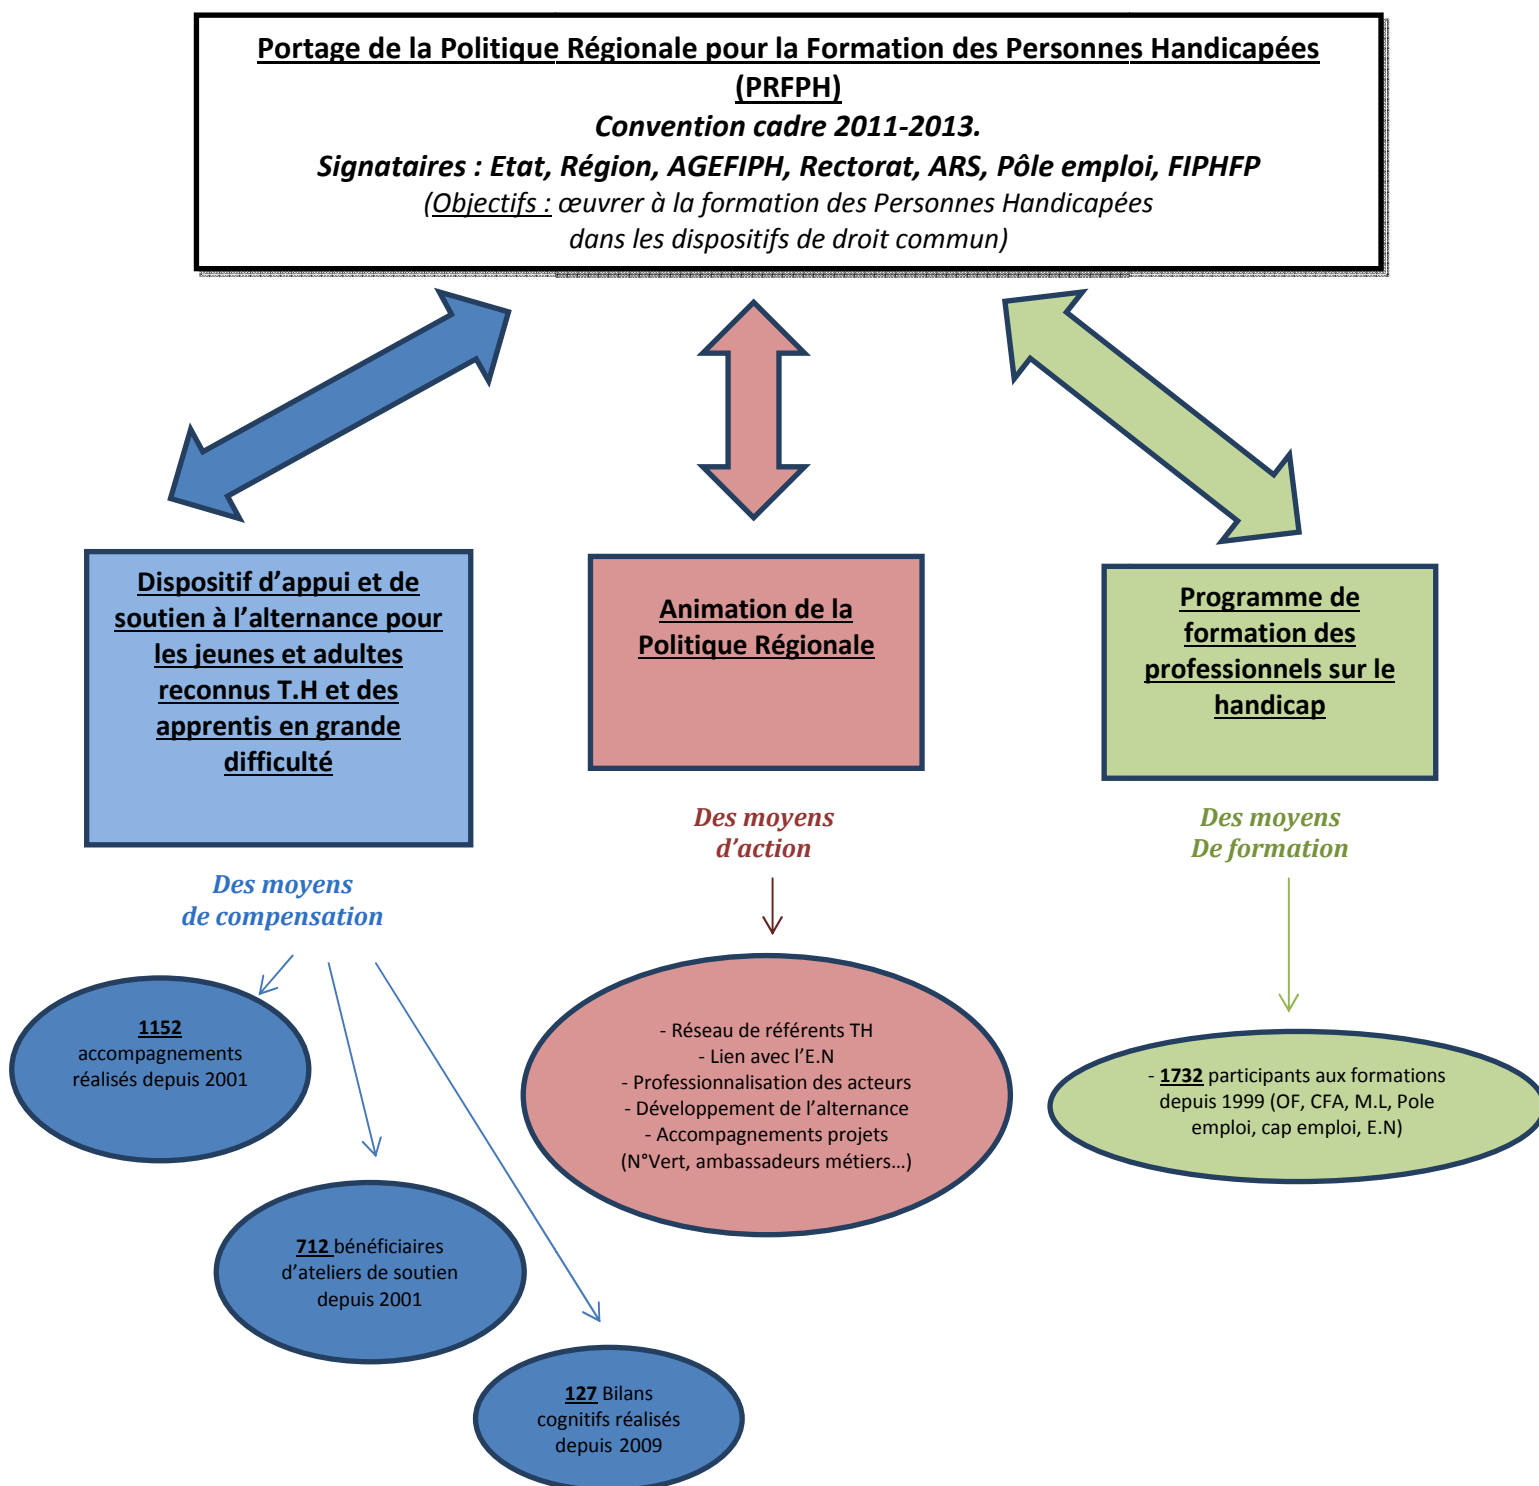 Portage de la Politique Régionale pour la Formation des Personnes Handicapées
(PRFPH)
Convention cadre 2011-2013.
Signataires : Etat, Région, AGEFIPH, Rectorat, ARS, Pôle emploi, FIPHFP
(Objectifs : œuvrer à la formation des Personnes Handicapées
dans les dispositifs de droit commun)
Dispositif d’appui et de
soutien à l’alternance pour
les jeunes et adultes
reconnus T.H et des
apprentis en grande
difficulté
Animation de la
Politique Régionale
Programme de
formation des
professionnels sur le
handicap
Des moyens
de compensation
Des moyens
d’action
Des moyens
De formation
1152
accompagnements
réalisés depuis 2001
712 bénéficiaires
d’ateliers de soutien
depuis 2001
127 Bilans
cognitifs réalisés
depuis 2009
- Réseau de référents TH
- Lien avec l’E.N
- Professionnalisation des acteurs
- Développement de l’alternance
- Accompagnements projets
(N°Vert, ambassadeurs métiers…)
- 1732 participants aux formations
depuis 1999 (OF, CFA, M.L, Pole
emploi, cap emploi, E.N)